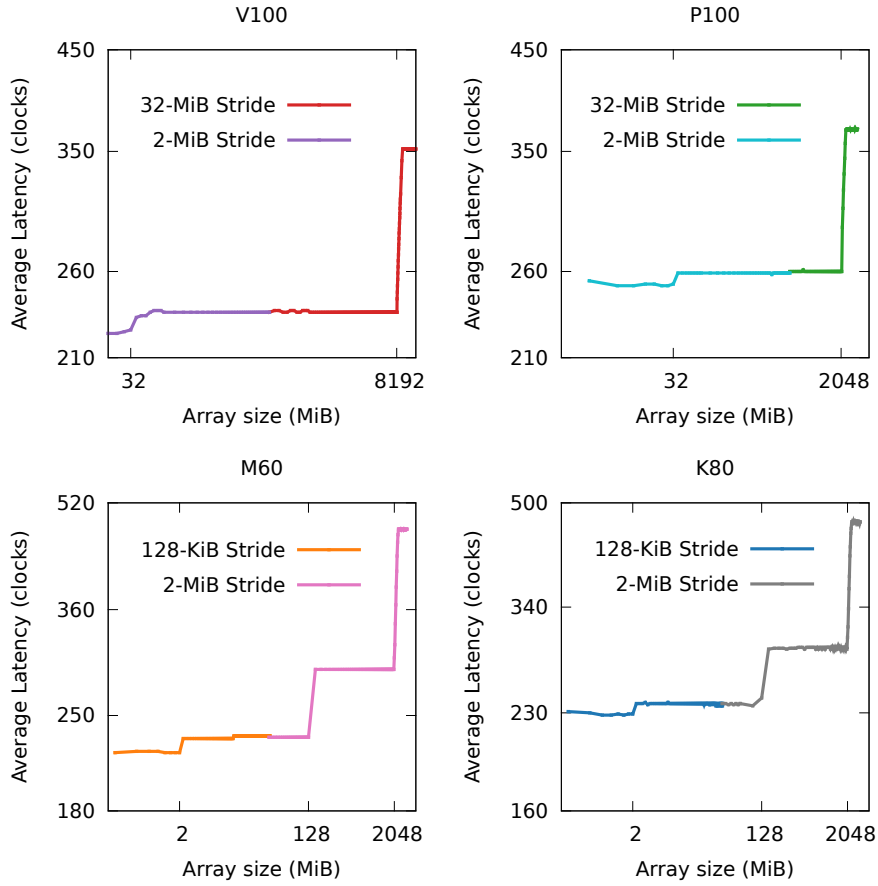 V100
450
350
260
210
Average Latency (clocks)
32-MiB Stride
2-MiB Stride
32
8192
Array size (MiB)
P100
450
350
260
210
Average Latency (clocks)
32-MiB Stride
2-MiB Stride
32
2048
Array size (MiB)
M60
520
360
250
180
Average Latency (clocks)
128-KiB Stride
2-MiB Stride
2
128
2048
Array size (MiB)
K80
500
340
230
160
Average Latency (clocks)
128-KiB Stride
2-MiB Stride
2
128
2048
Array size (MiB)